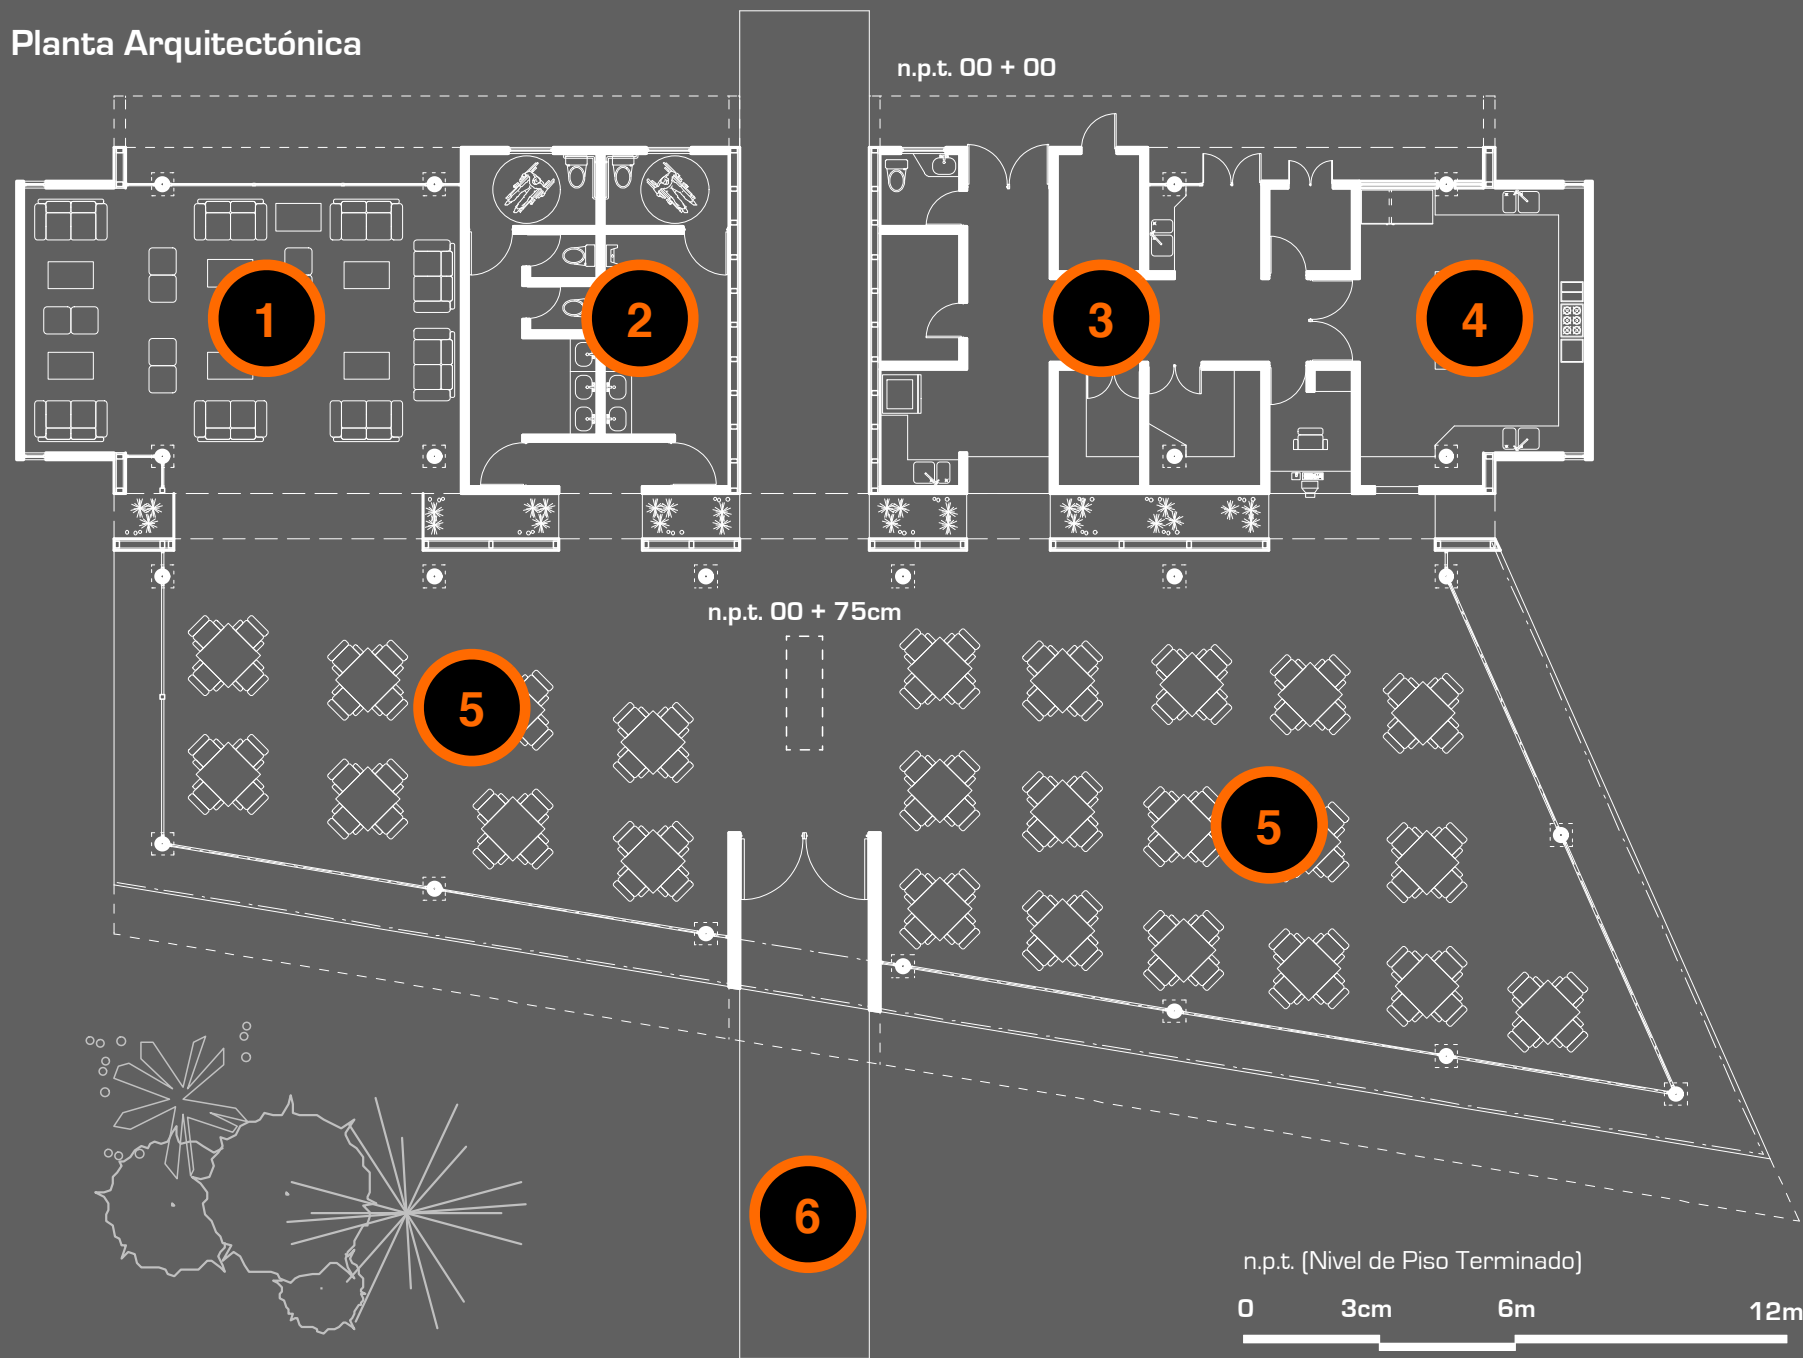 Planta Arquitectónica
n.p.t. 00 + 00
1
2
3
4
n.p.t. 00 + 75cm
5
5
6
n.p.t. (Nivel de Piso Terminado)
0 3cm 6m 12m